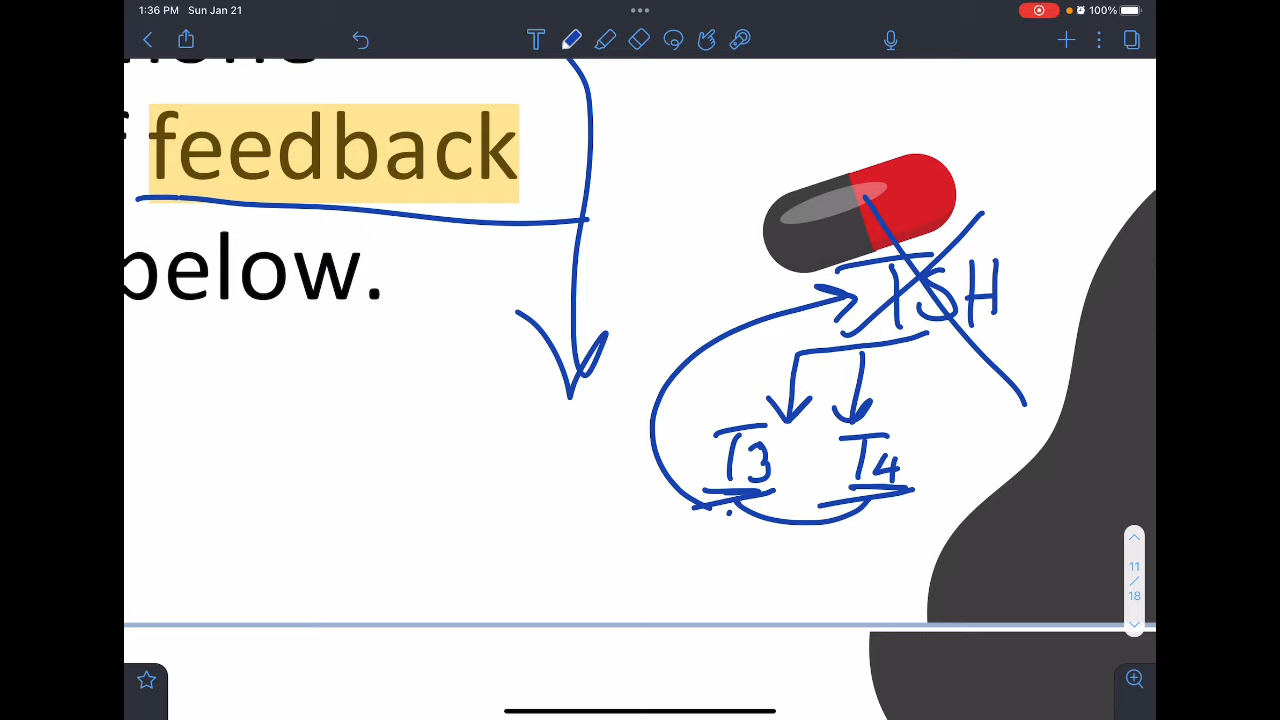 1:36 PM Sun Jan 21
100%
T
feedback
below.
TSH
T3 T4
11
/
18